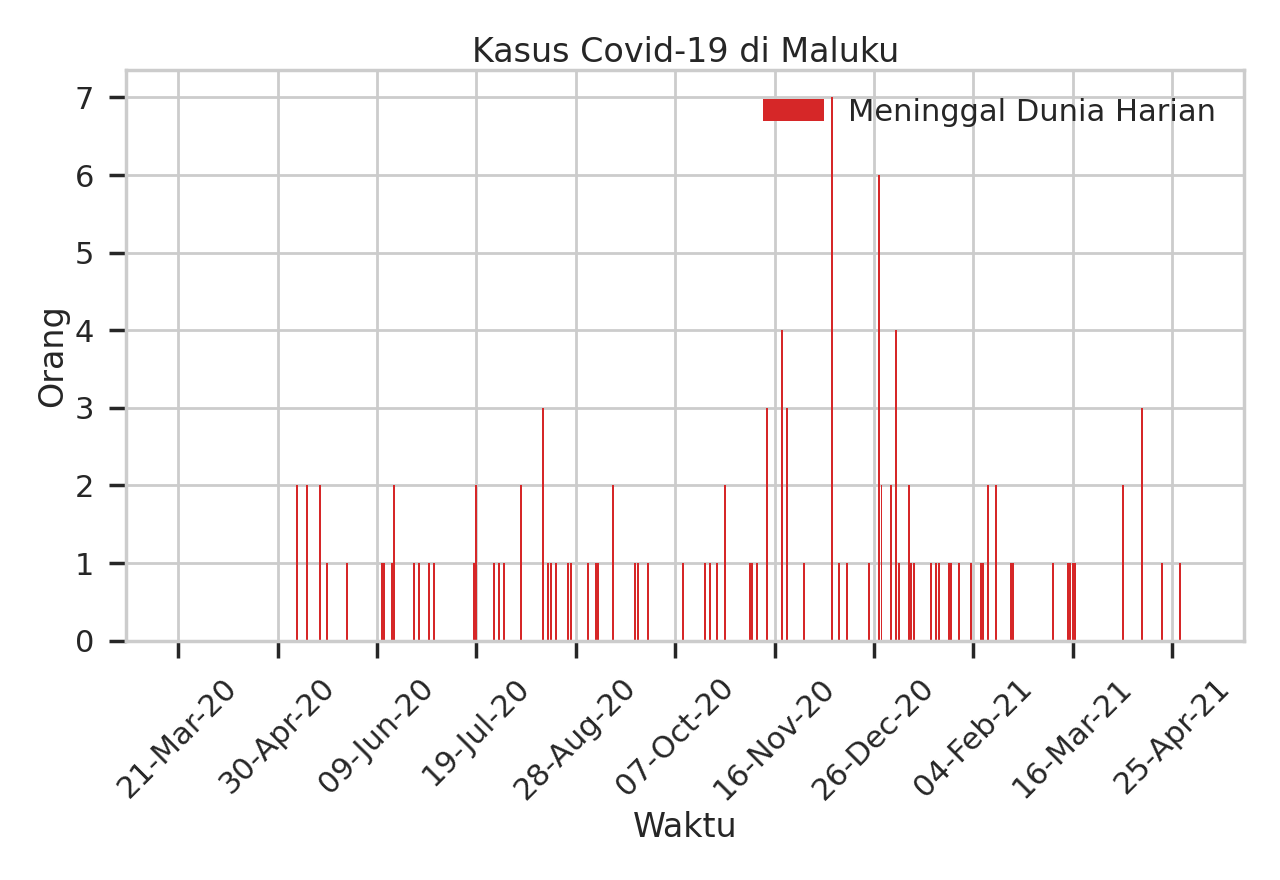 Kasus Covid-19 di Maluku
Meninggal Dunia Harian
Orang
7
6
5
4
3
2
1
0
21-Mar-20
30-Apr-20
09-Jun-20
19-Jul-20
28-Aug-20
07-Oct-20
16-Nov-20
26-Dec-20
04-Feb-21
16-Mar-21
25-Apr-21
Waktu